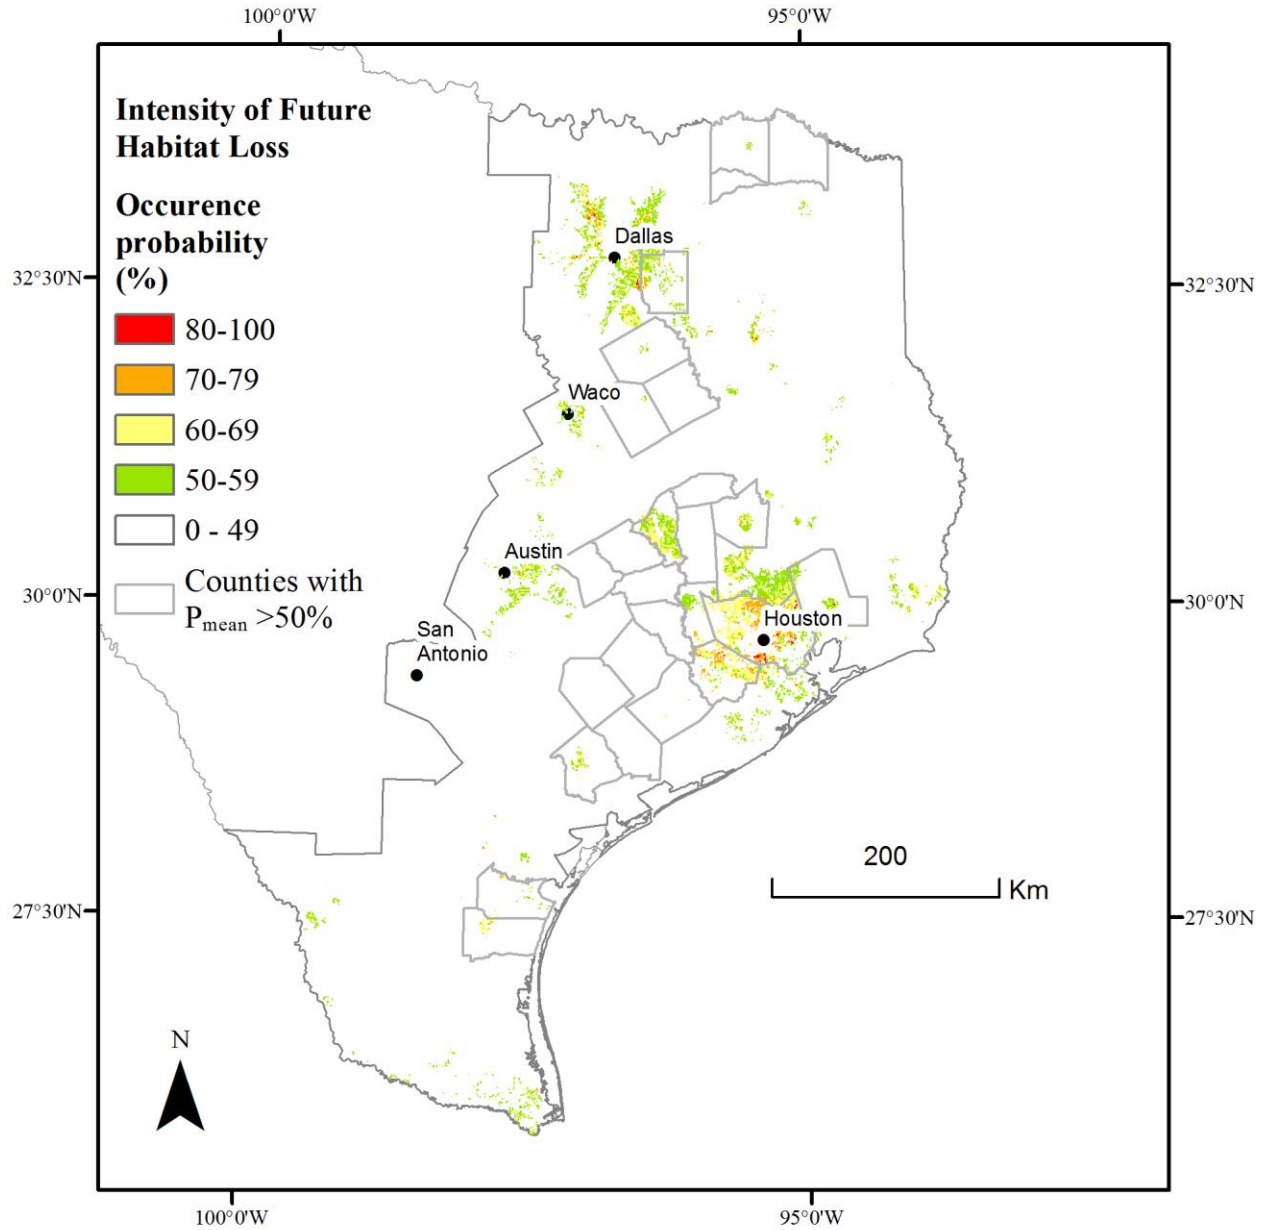 100°0'W 95°0'W
Intensity of Future
Habitat Loss
Occurence
probability
(%)
80-100
70-79
60-69
50-59
0 - 49
Counties with
Pmean >50%
Dallas
32°30'N 32°30'N
Waco
Austin
30°0'N 30°0'N
Houston
San
Antonio
200
Km
27°30'N 27°30'N
N
100°0'W 95°0'W